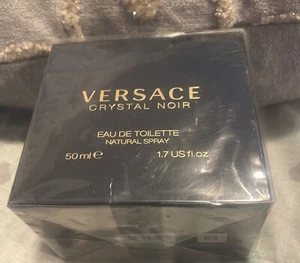 VERSACE
CRYSTAL NOIR
EAU DE TOILETTE
NATURAL SPRAY
50 ml ℮ 1.7 US fl.oz.